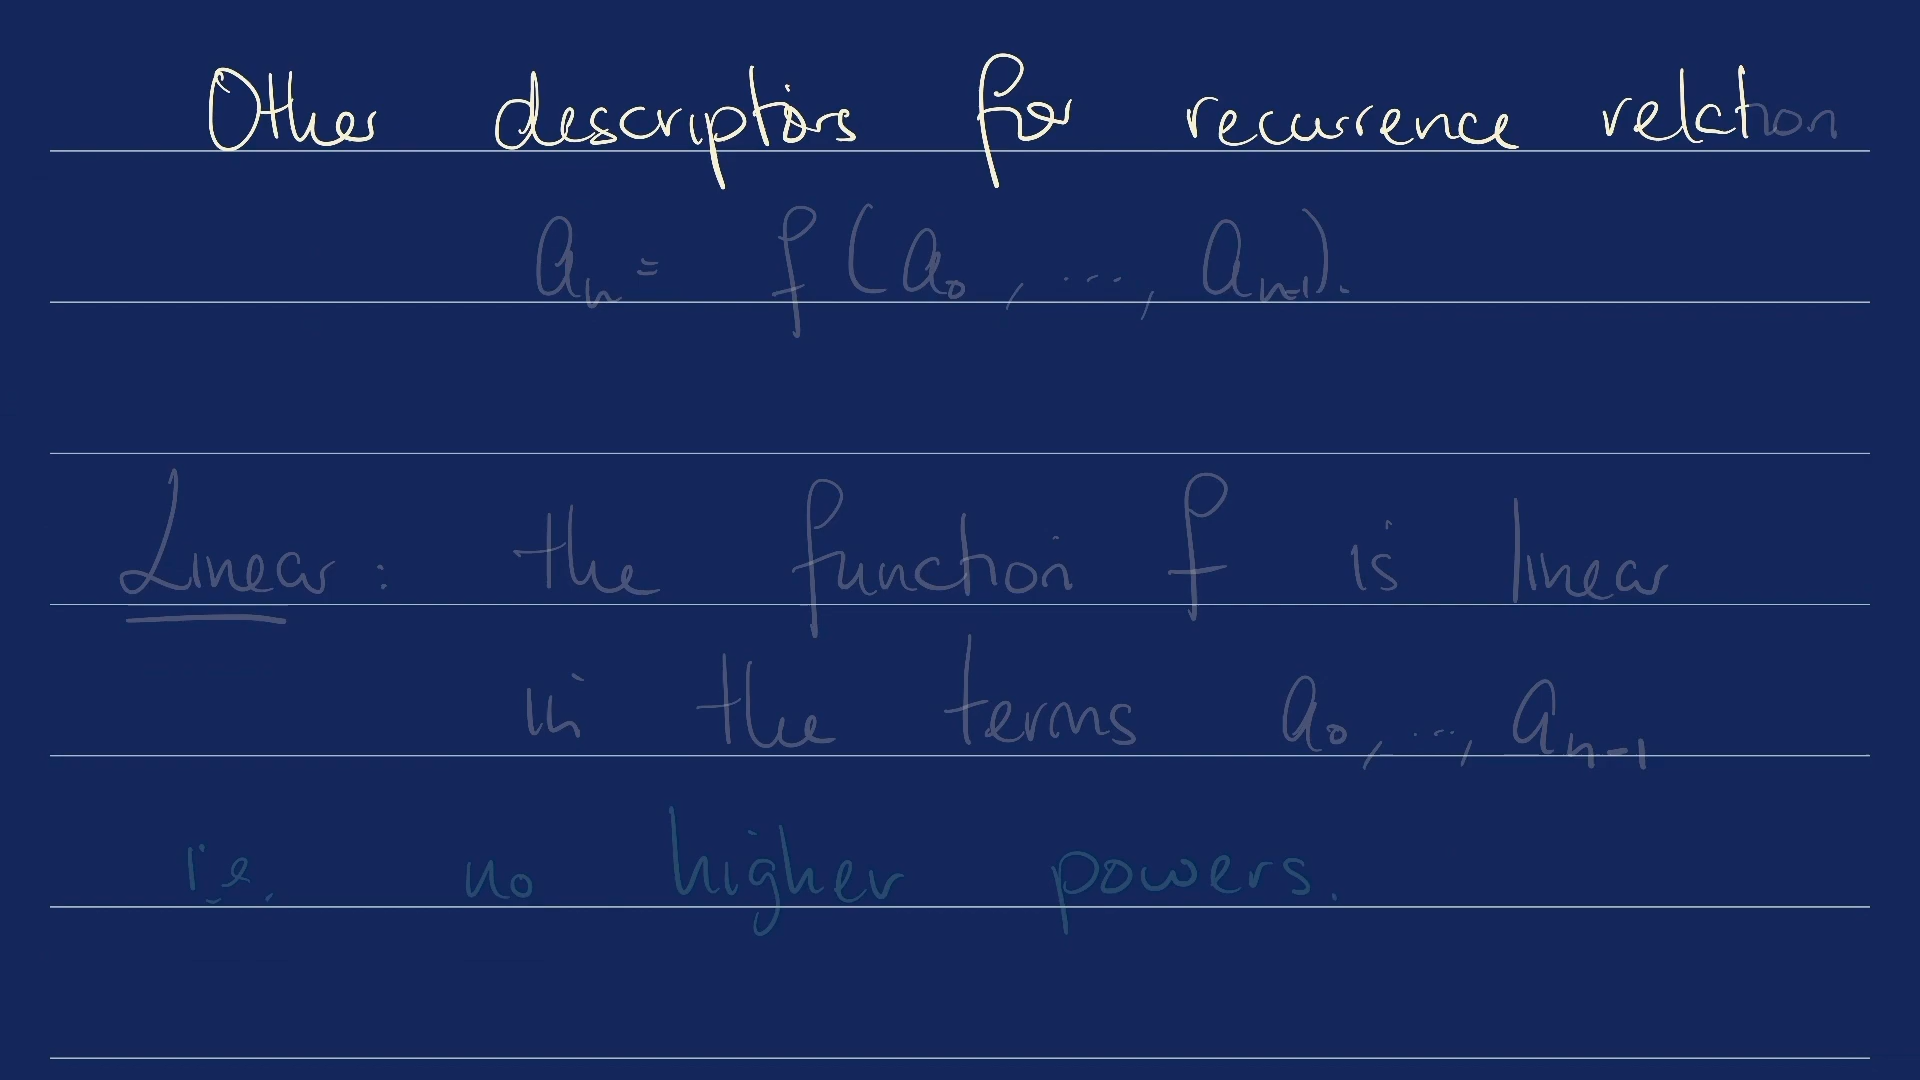 Other descriptors for recurrence relation
aₙ = f(a₀, ..., aₙ₋₁).
Linear: the function f is linear
in the terms a₀, ..., aₙ₋₁
i.e. no higher powers.